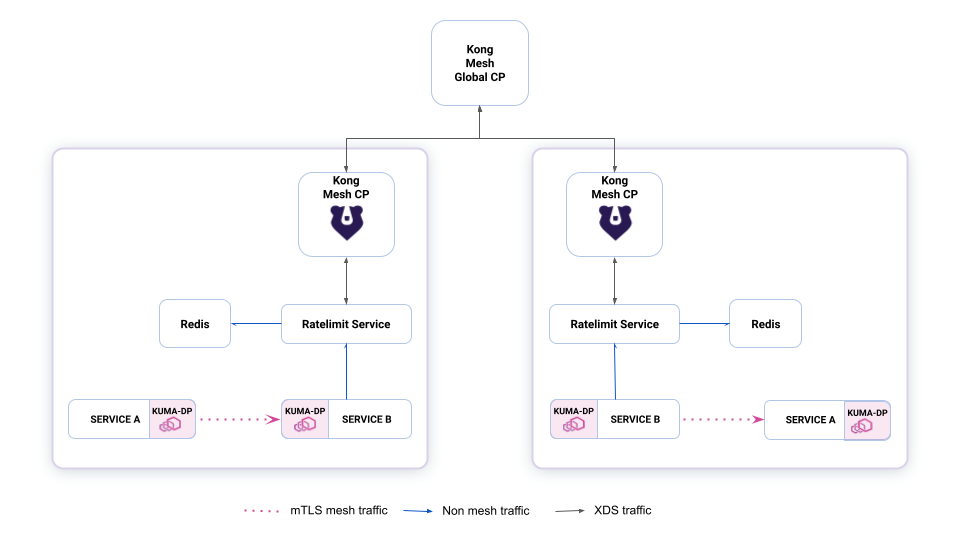 Kong
Mesh
Global CP
Kong
Mesh CP
Kong
Mesh CP
Redis
Ratelimit Service
Ratelimit Service
Redis
SERVICE A
KUMA-DP
KUMA-DP
SERVICE B
KUMA-DP
SERVICE B
SERVICE A
KUMA-DP
mTLS mesh traffic
Non mesh traffic
XDS traffic